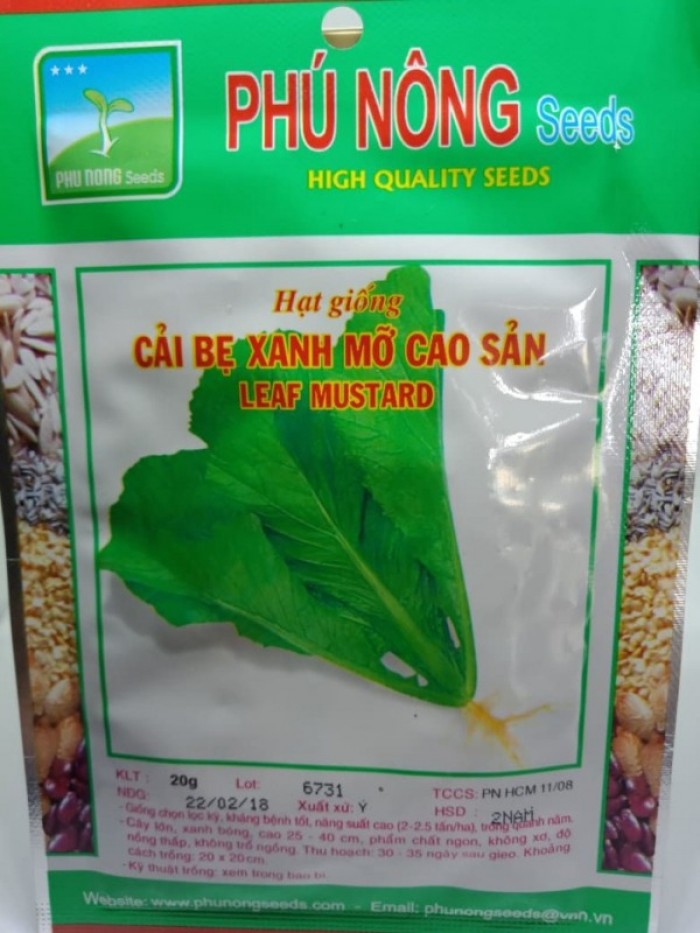 PHU NONG Seeds
PHÚ NÔNG Seeds
HIGH QUALITY SEEDS
Hạt giống
CẢI BẸ XANH MỠ CAO SẢN
LEAF MUSTARD
KLT : 20g Lot: 6731 TCCS: PN HCM 11/08
NDG: 22/02/18 Xuất xứ: Ý HSD : 2NAM
- Giống chọn lọc kỹ, kháng bệnh tốt, năng suất cao (2-2.5 tấn/ha), trồng quanh năm.
- Cây lớn, xanh bóng, cao 25 - 40 cm, phẩm chất ngon, không xơ, độ
nồng thấp, không trổ ngồng. Thu hoạch: 30 - 35 ngày sau gieo. Khoảng
cách trồng: 20 x 20cm.
- Kỹ thuật trồng: xem trong bao bì
Website: www.phunongseeds.com - Email: phunongseeds@vnn.vn